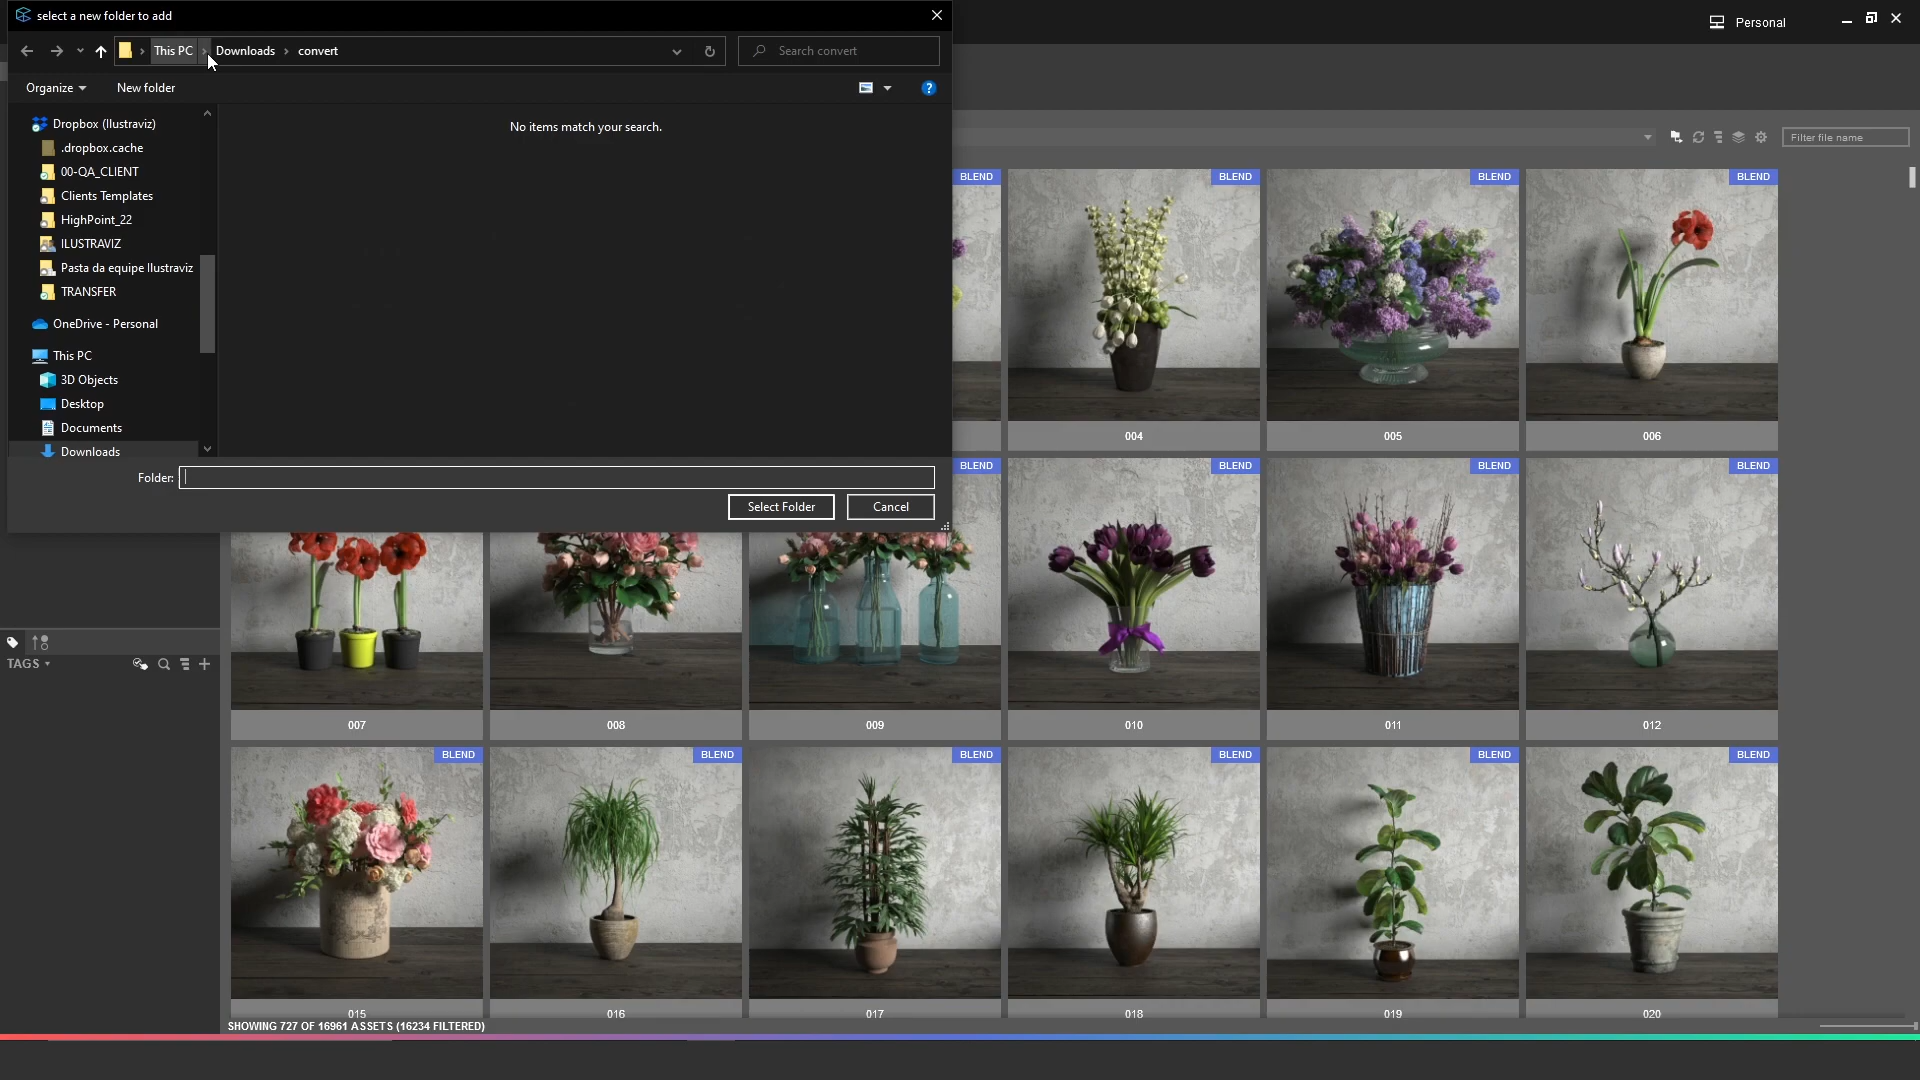 select a new folder to add
Personal
This PC > Downloads > convert
Search convert
Organize
New folder
?
Dropbox (Ilustraviz)
.dropbox.cache
00-QA_CLIENT
Clients Templates
HighPoint_22
ILUSTRAVIZ
Pasta da equipe Ilustraviz
TRANSFER
OneDrive - Personal
This PC
3D Objects
Desktop
Documents
Downloads
No items match your search.
Folder:
Select Folder
Cancel
Filter file name
BLEND
BLEND
BLEND
BLEND
004
005
006
BLEND
BLEND
BLEND
BLEND
007
008
009
010
011
012
TAGS
BLEND
BLEND
BLEND
BLEND
BLEND
BLEND
015
016
017
018
019
020
SHOWING 727 OF 16961 ASSETS (16234 FILTERED)